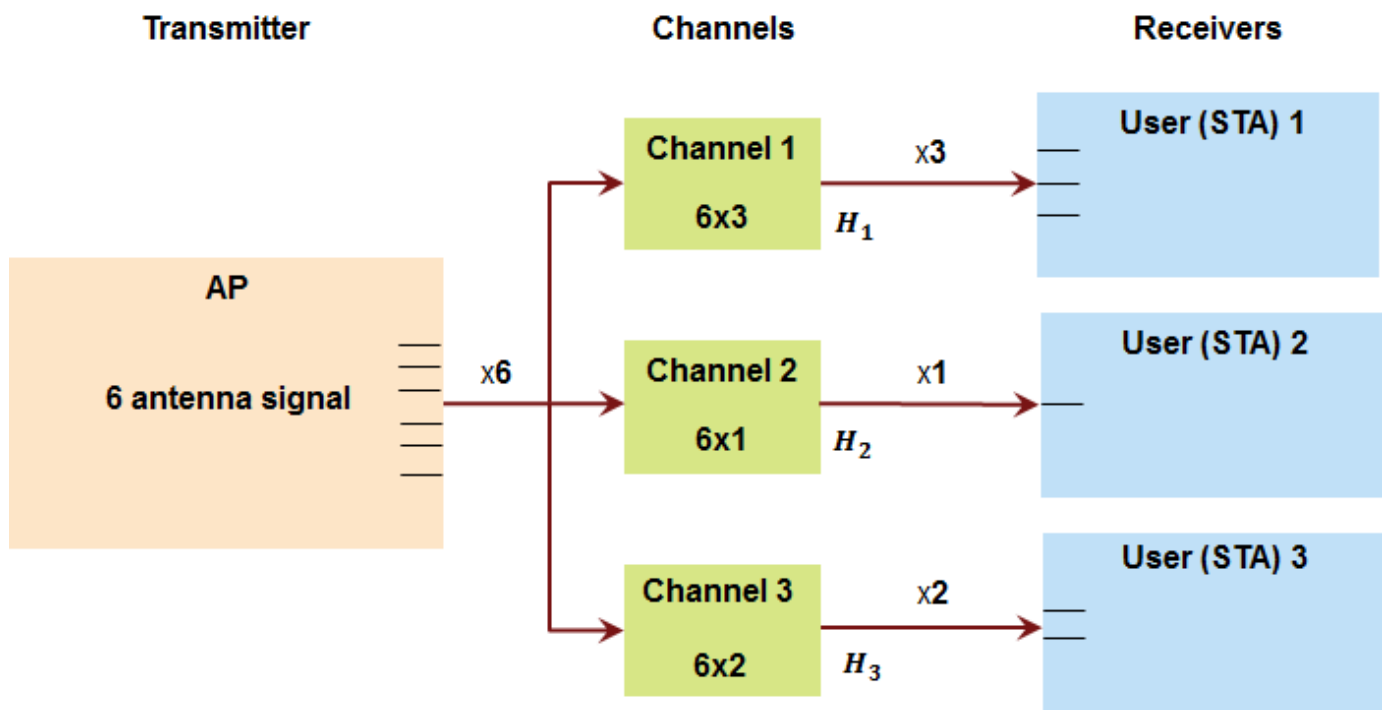 Transmitter
Channels
Receivers
AP
6 antenna signal
x6
Channel 1
6x3
H₁
x3
User (STA) 1
Channel 2
6x1
H₂
x1
User (STA) 2
Channel 3
6x2
H₃
x2
User (STA) 3